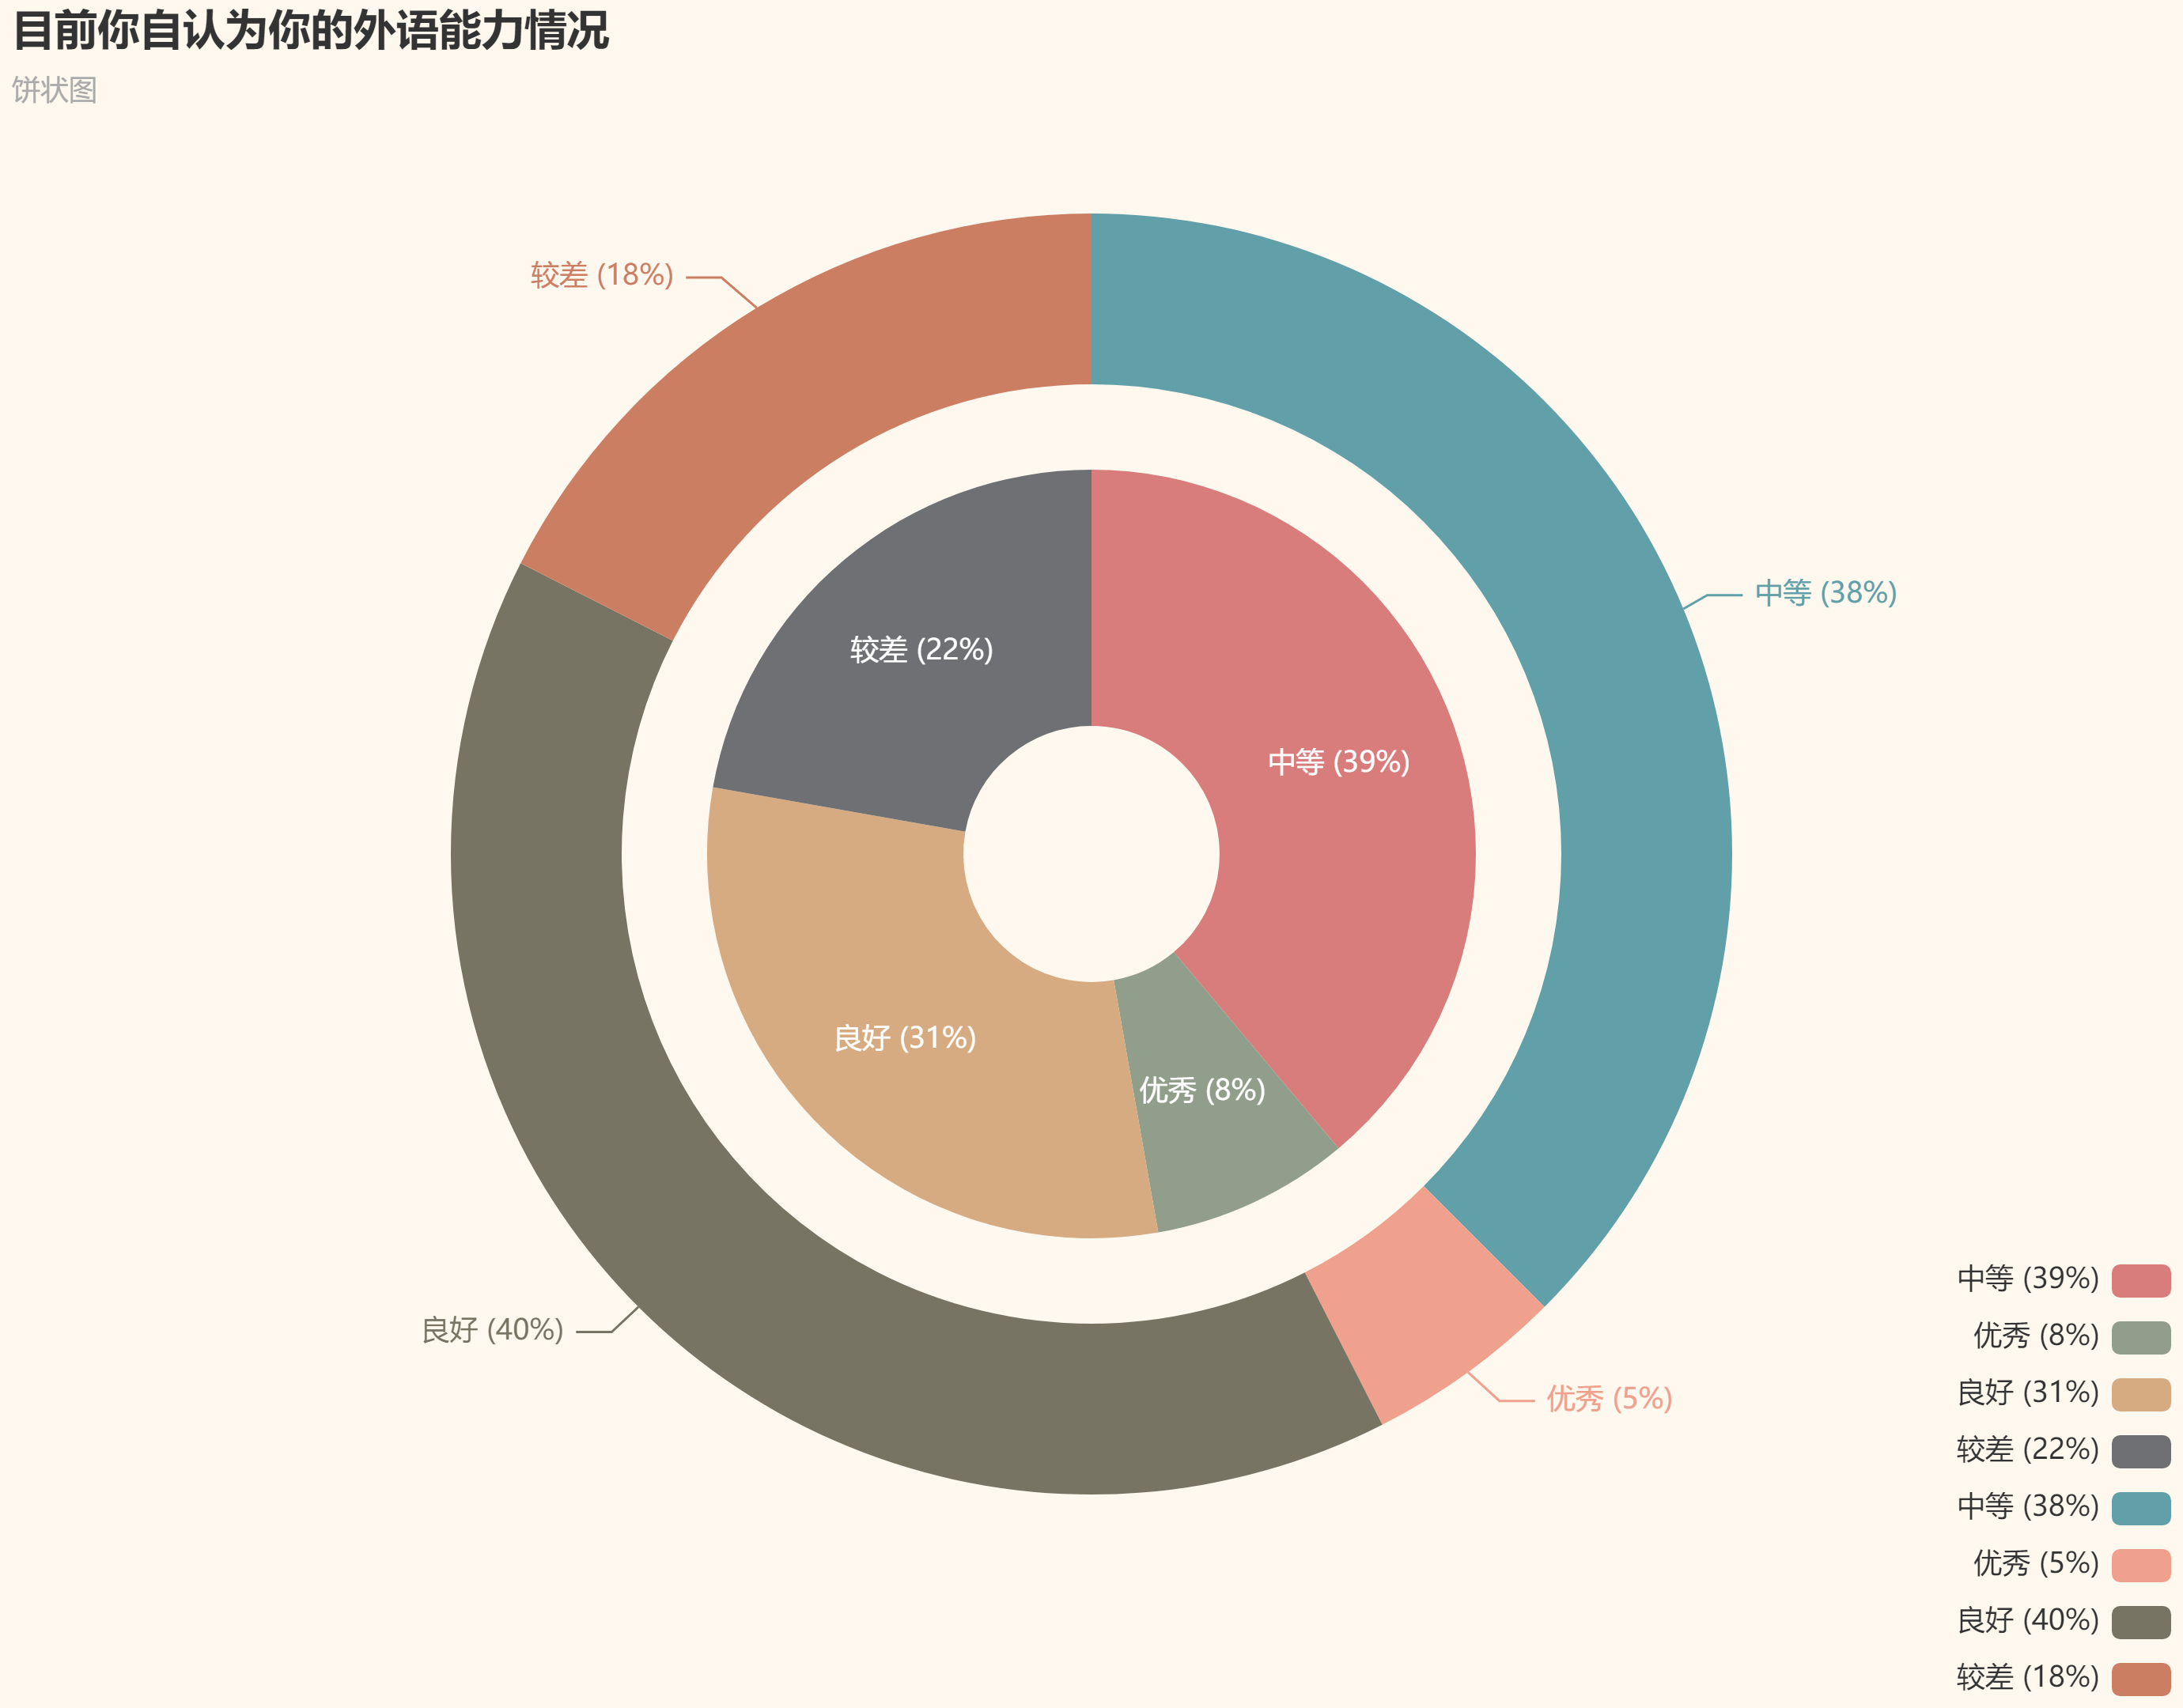 目前你自认为你的外语能力情况
饼状图
较差 (18%)
中等 (38%)
较差 (22%)
中等 (39%)
良好 (31%)
优秀 (8%)
良好 (40%)
优秀 (5%)
中等 (39%)
优秀 (8%)
良好 (31%)
较差 (22%)
中等 (38%)
优秀 (5%)
良好 (40%)
较差 (18%)